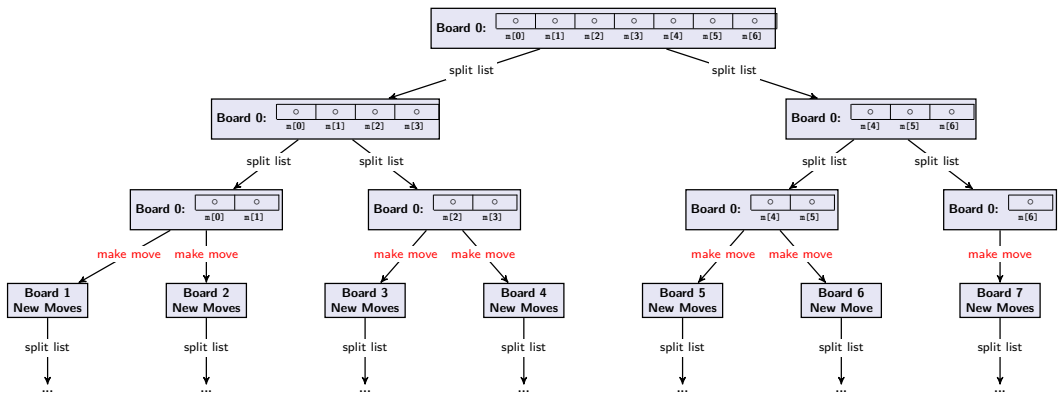 Board 0:
m[0] m[1] m[2] m[3] m[4] m[5] m[6]
split list split list
Board 0:
m[0] m[1] m[2] m[3]
Board 0:
m[4] m[5] m[6]
split list split list split list split list
Board 0:
m[0] m[1]
Board 0:
m[2] m[3]
Board 0:
m[4] m[5]
Board 0:
m[6]
make move make move make move make move make move make move make move
Board 1
New Moves
Board 2
New Moves
Board 3
New Moves
Board 4
New Moves
Board 5
New Moves
Board 6
New Move
Board 7
New Moves
split list split list split list split list split list split list split list
... ... ... ... ... ... ...